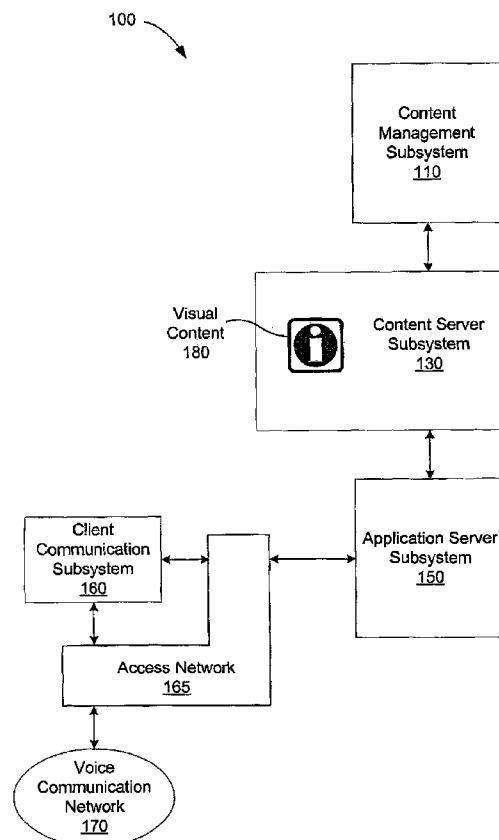 100
Content
Management
Subsystem
110
Visual
Content
180
i
Content Server
Subsystem
130
Client
Communication
Subsystem
160
Application Server
Subsystem
150
Access Network
165
Voice
Communication
Network
170